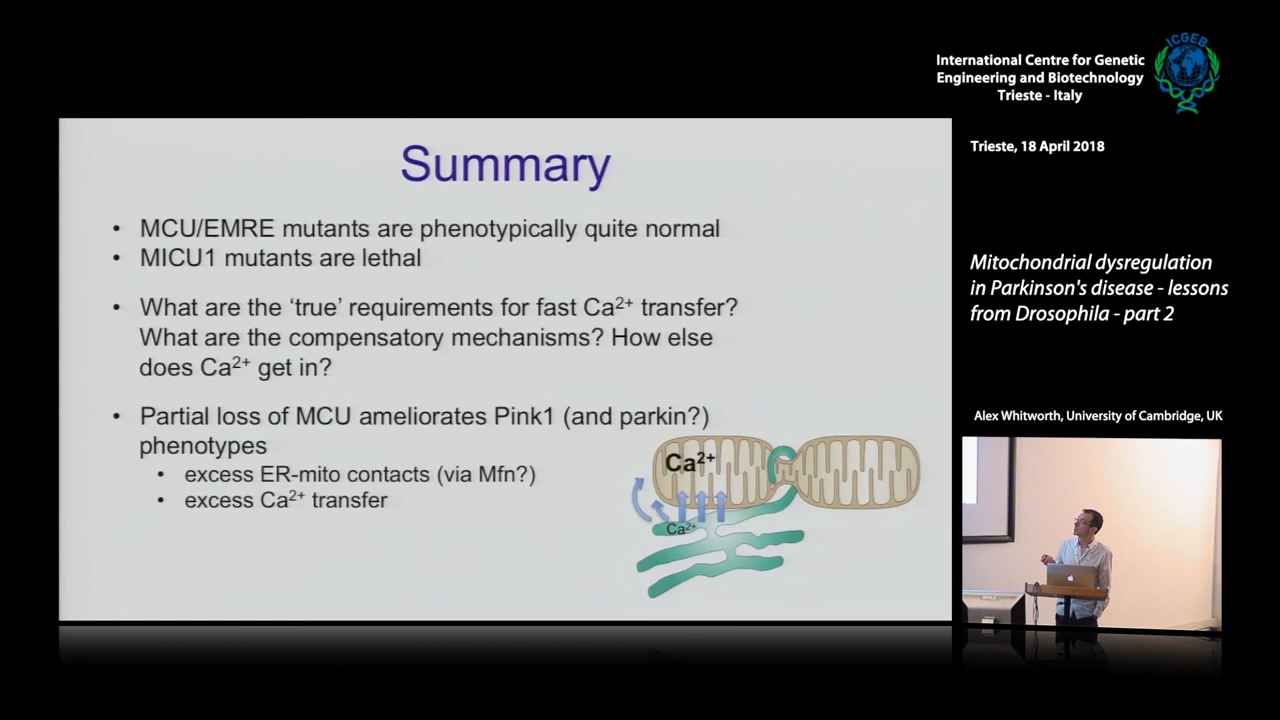 ICGEB
International Centre for Genetic
Engineering and Biotechnology
Trieste - Italy
Trieste, 18 April 2018
Summary
• MCU/EMRE mutants are phenotypically quite normal
• MICU1 mutants are lethal
• What are the ‘true’ requirements for fast Ca²⁺ transfer?
What are the compensatory mechanisms? How else
does Ca²⁺ get in?
• Partial loss of MCU ameliorates Pink1 (and parkin?)
phenotypes
• excess ER-mito contacts (via Mfn?)
• excess Ca²⁺ transfer
Ca²⁺
Ca²⁺
Mitochondrial dysregulation
in Parkinson's disease - lessons
from Drosophila - part 2
Alex Whitworth, University of Cambridge, UK